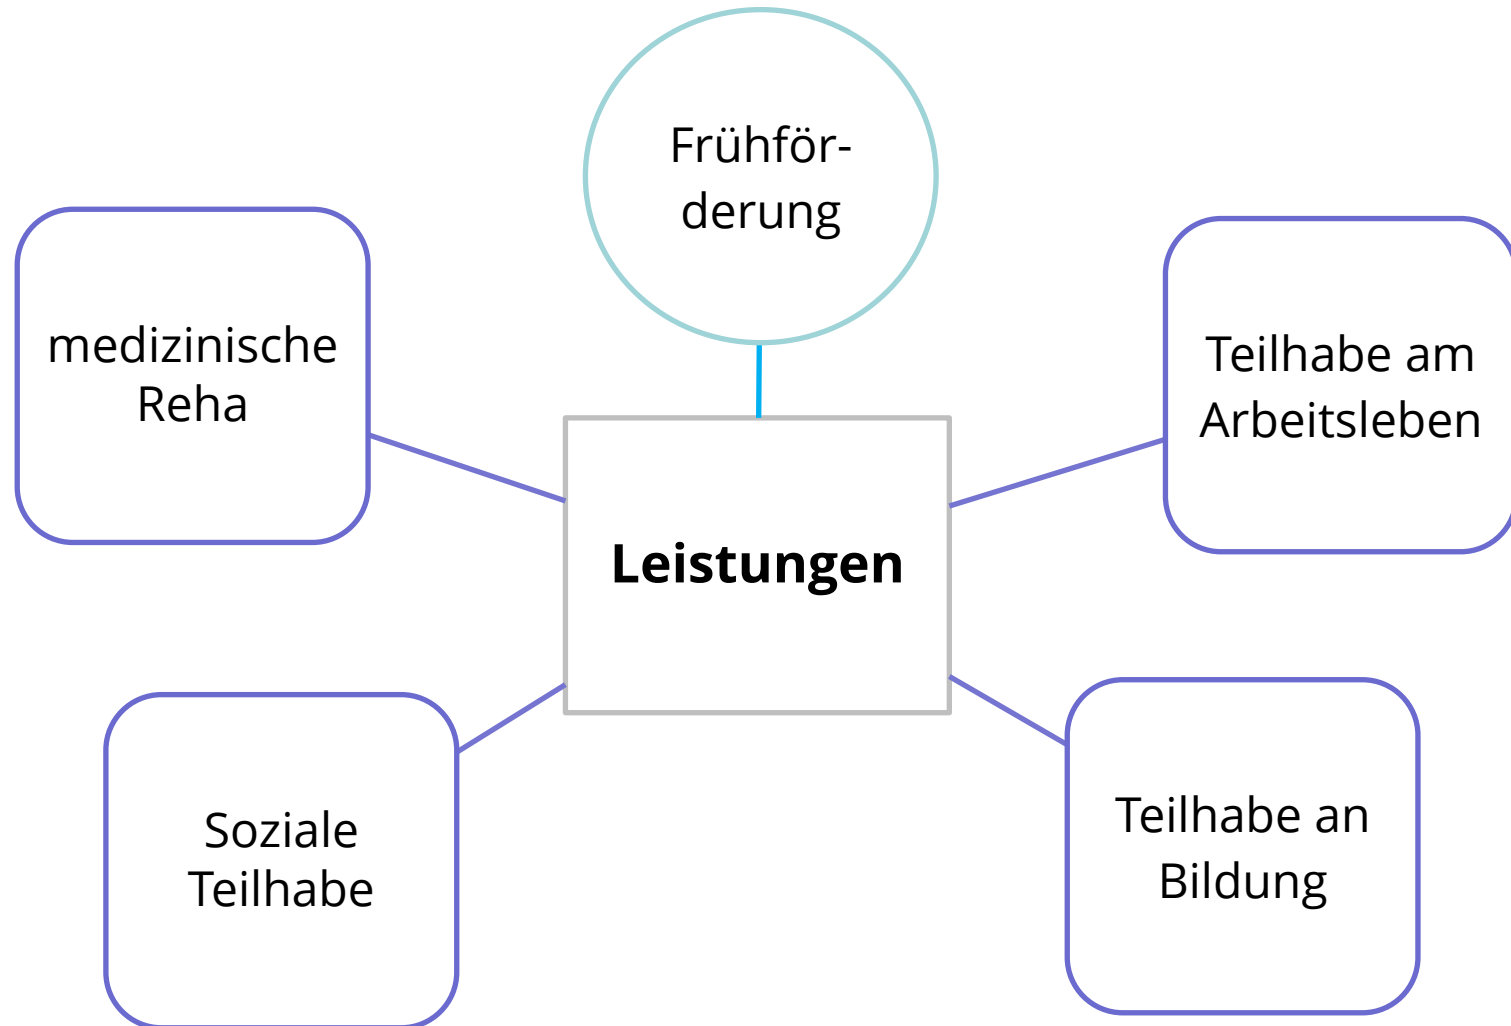 Frühför-
derung
medizinische
Reha
Teilhabe am
Arbeitsleben
Leistungen
Soziale
Teilhabe
Teilhabe an
Bildung